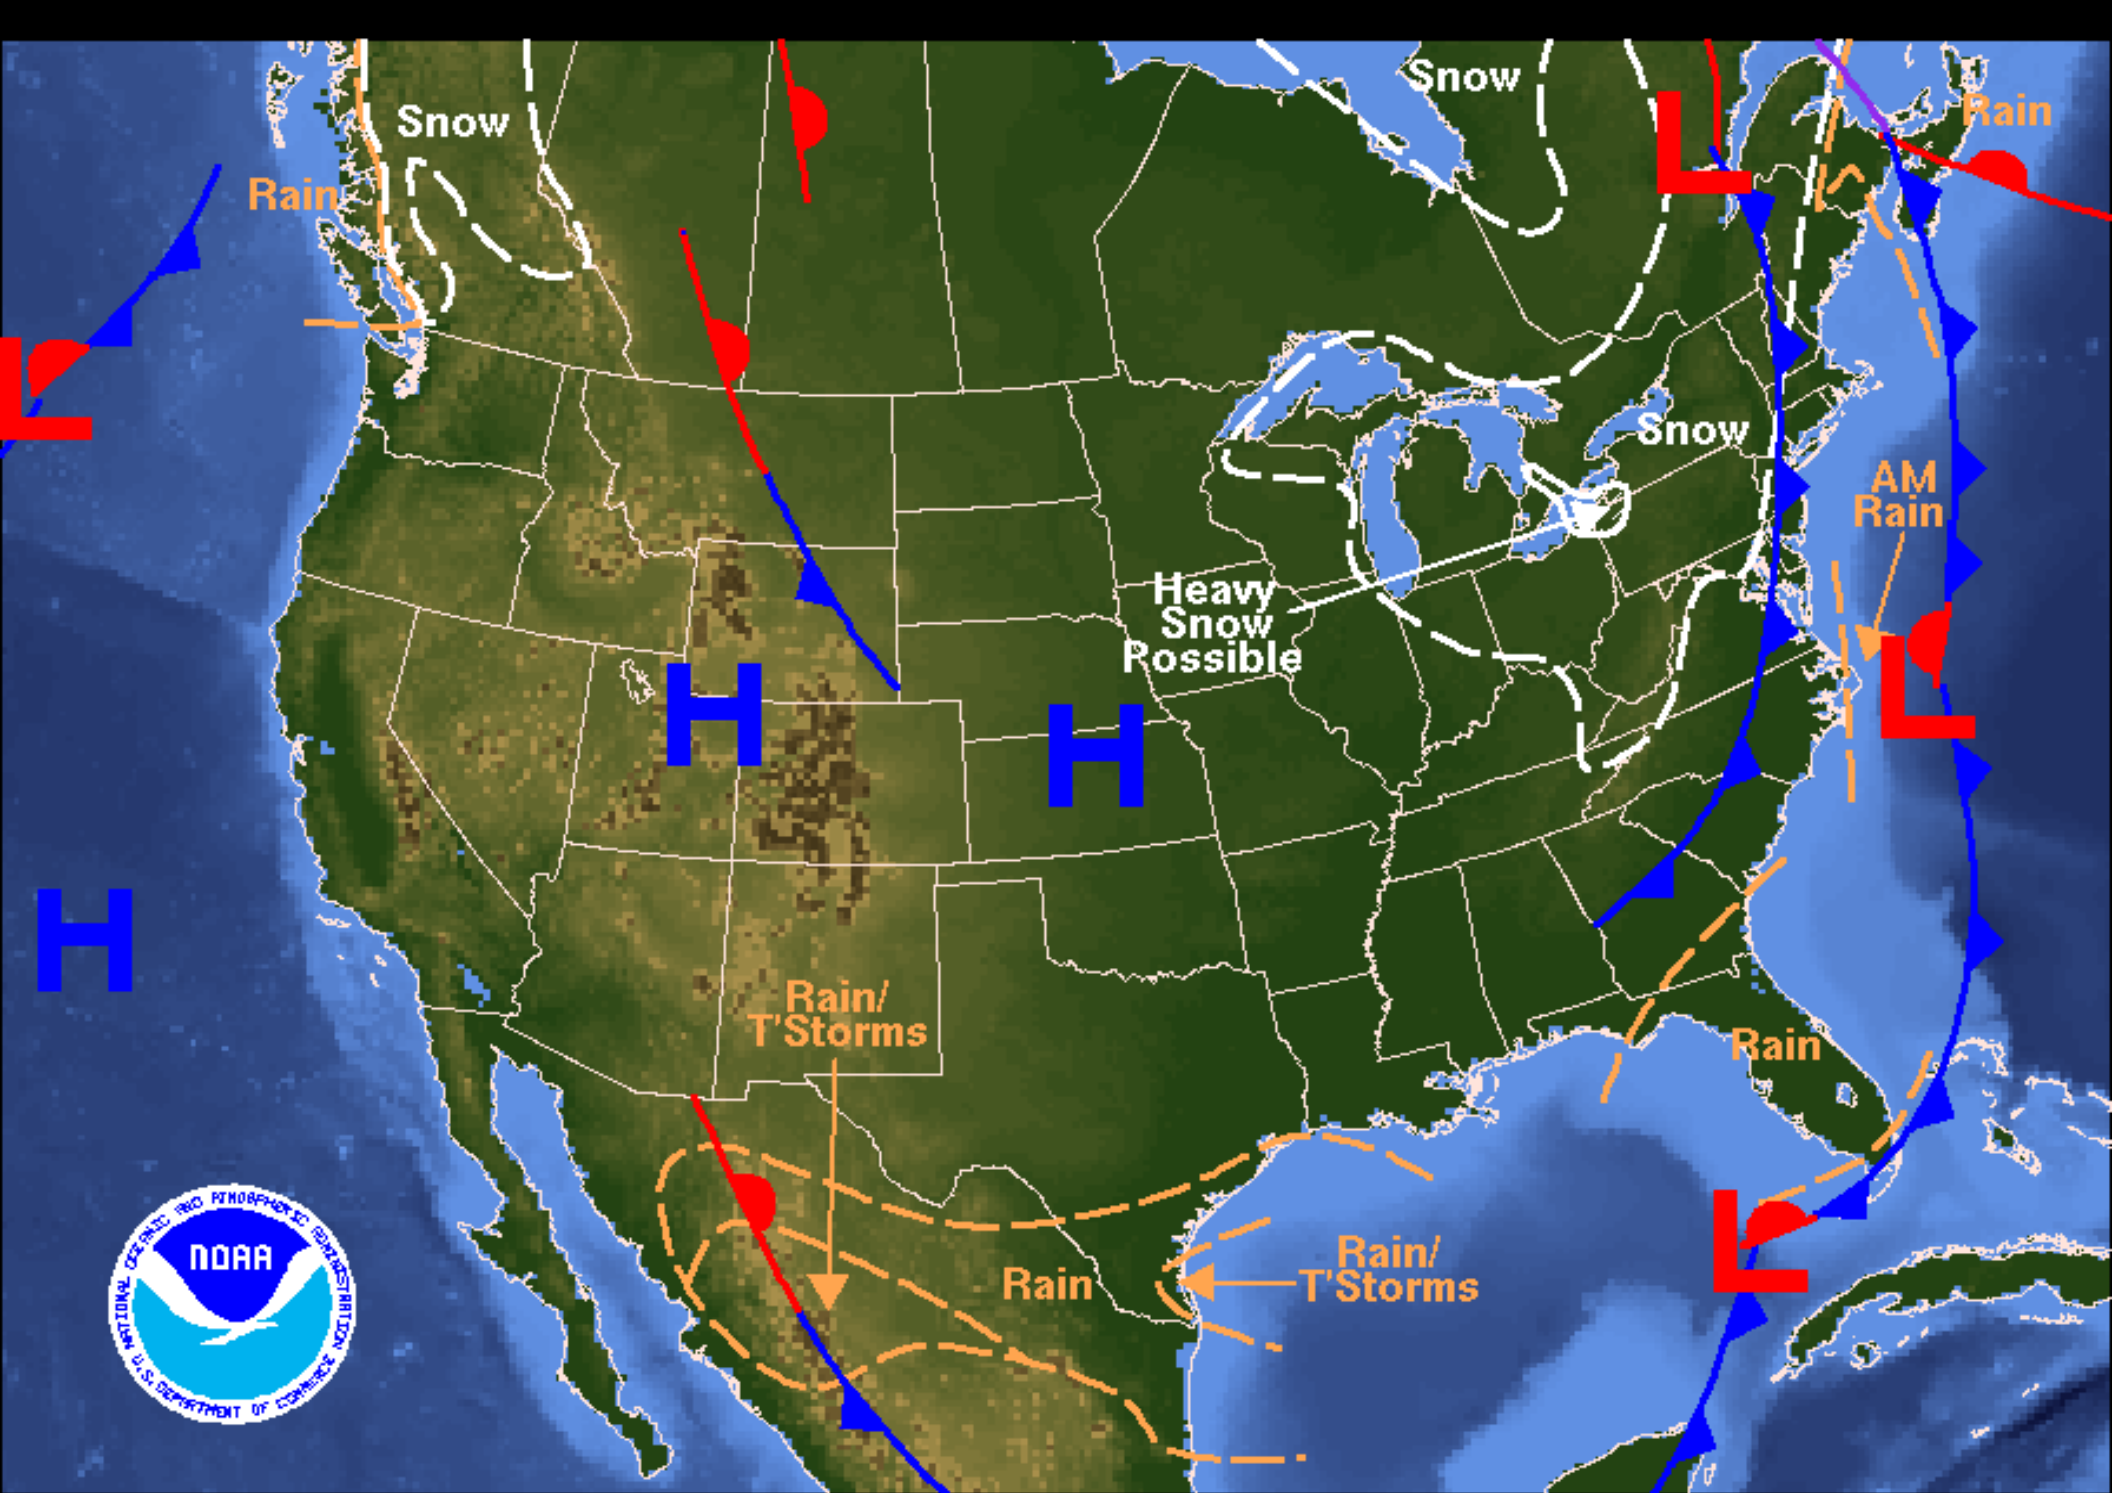 Snow
Snow
Rain
Rain
Snow
AM
Rain
Heavy
Snow
Possible
H
H
H
L
L
L
L
Rain/
T'Storms
Rain
Rain
Rain/
T'Storms
NOAA
NATIONAL OCEANIC AND ATMOSPHERIC ADMINISTRATION
U.S. DEPARTMENT OF COMMERCE